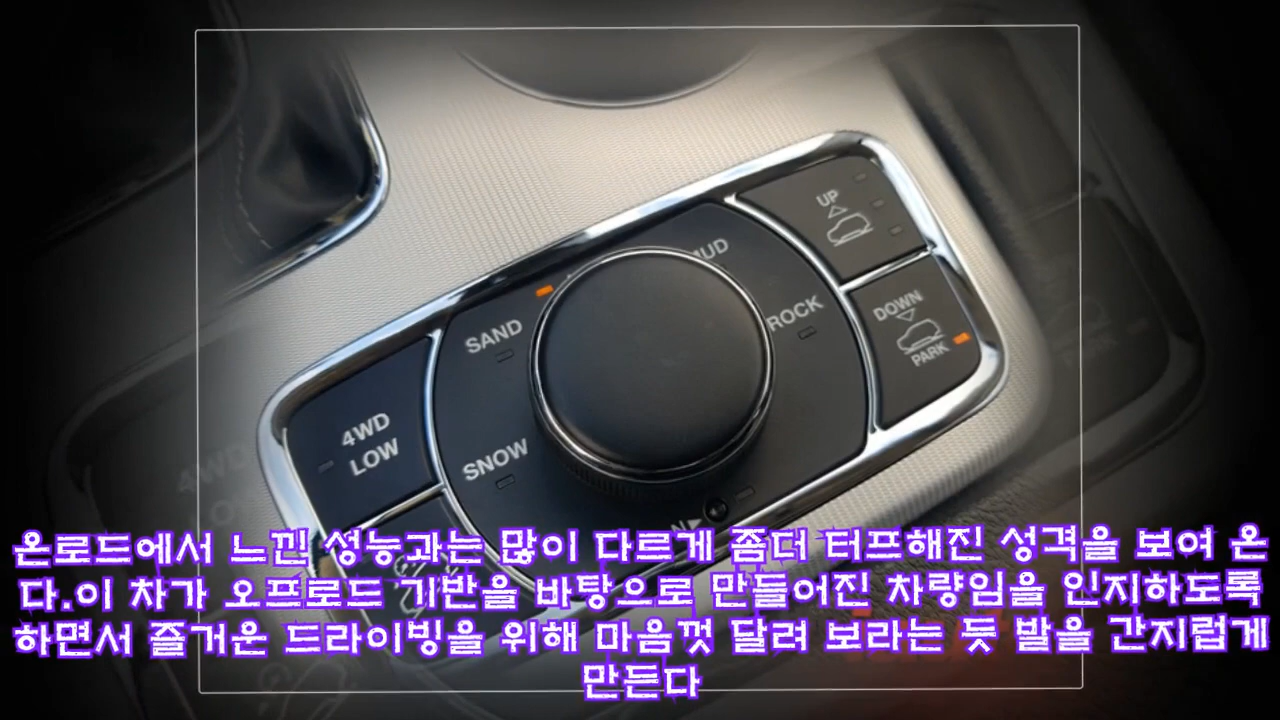 UP
MUD
SAND
ROCK
DOWN
PARK
4WD
LOW
SNOW
온로드에서 느낀 성능과는 많이 다르게 좀더 터프해진 성격을 보여 온
다.이 차가 오프로드 기반을 바탕으로 만들어진 차량임을 인지하도록
하면서 즐거운 드라이빙을 위해 마음껏 달려 보라는 듯 발을 간지럽게
만든다